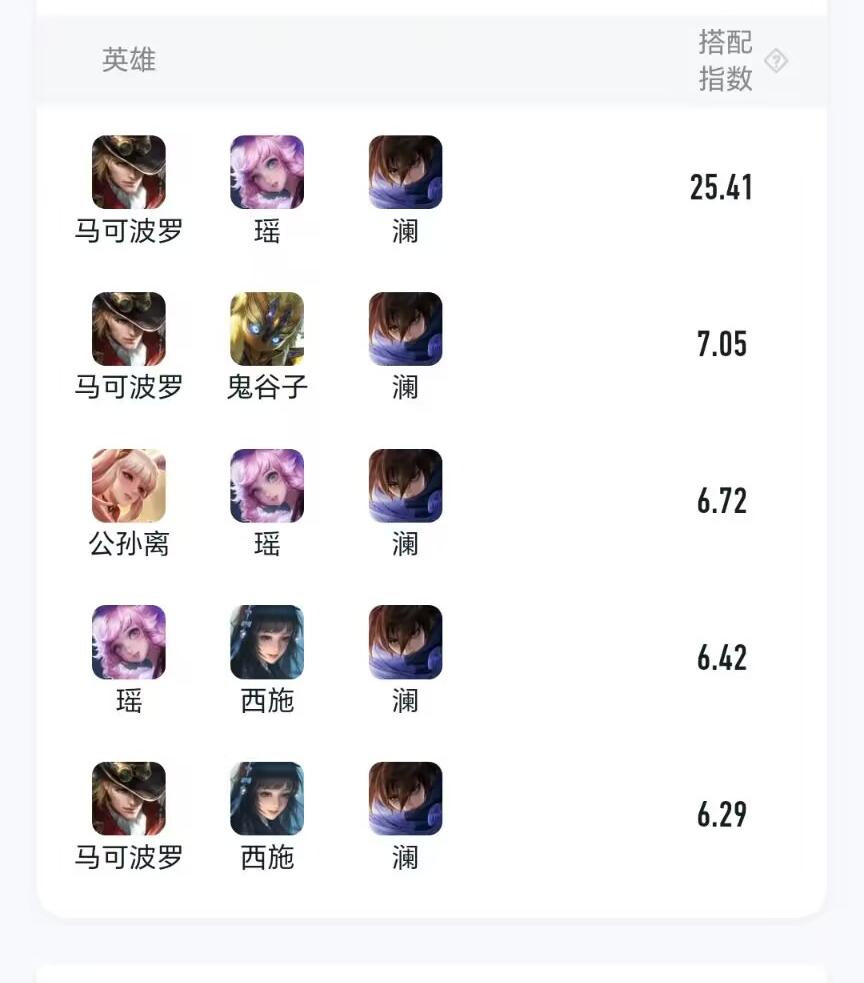 英雄
搭配
指数
?
25.41
马可波罗 瑶 澜
7.05
马可波罗 鬼谷子 澜
6.72
公孙离 瑶 澜
6.42
瑶 西施 澜
6.29
马可波罗 西施 澜